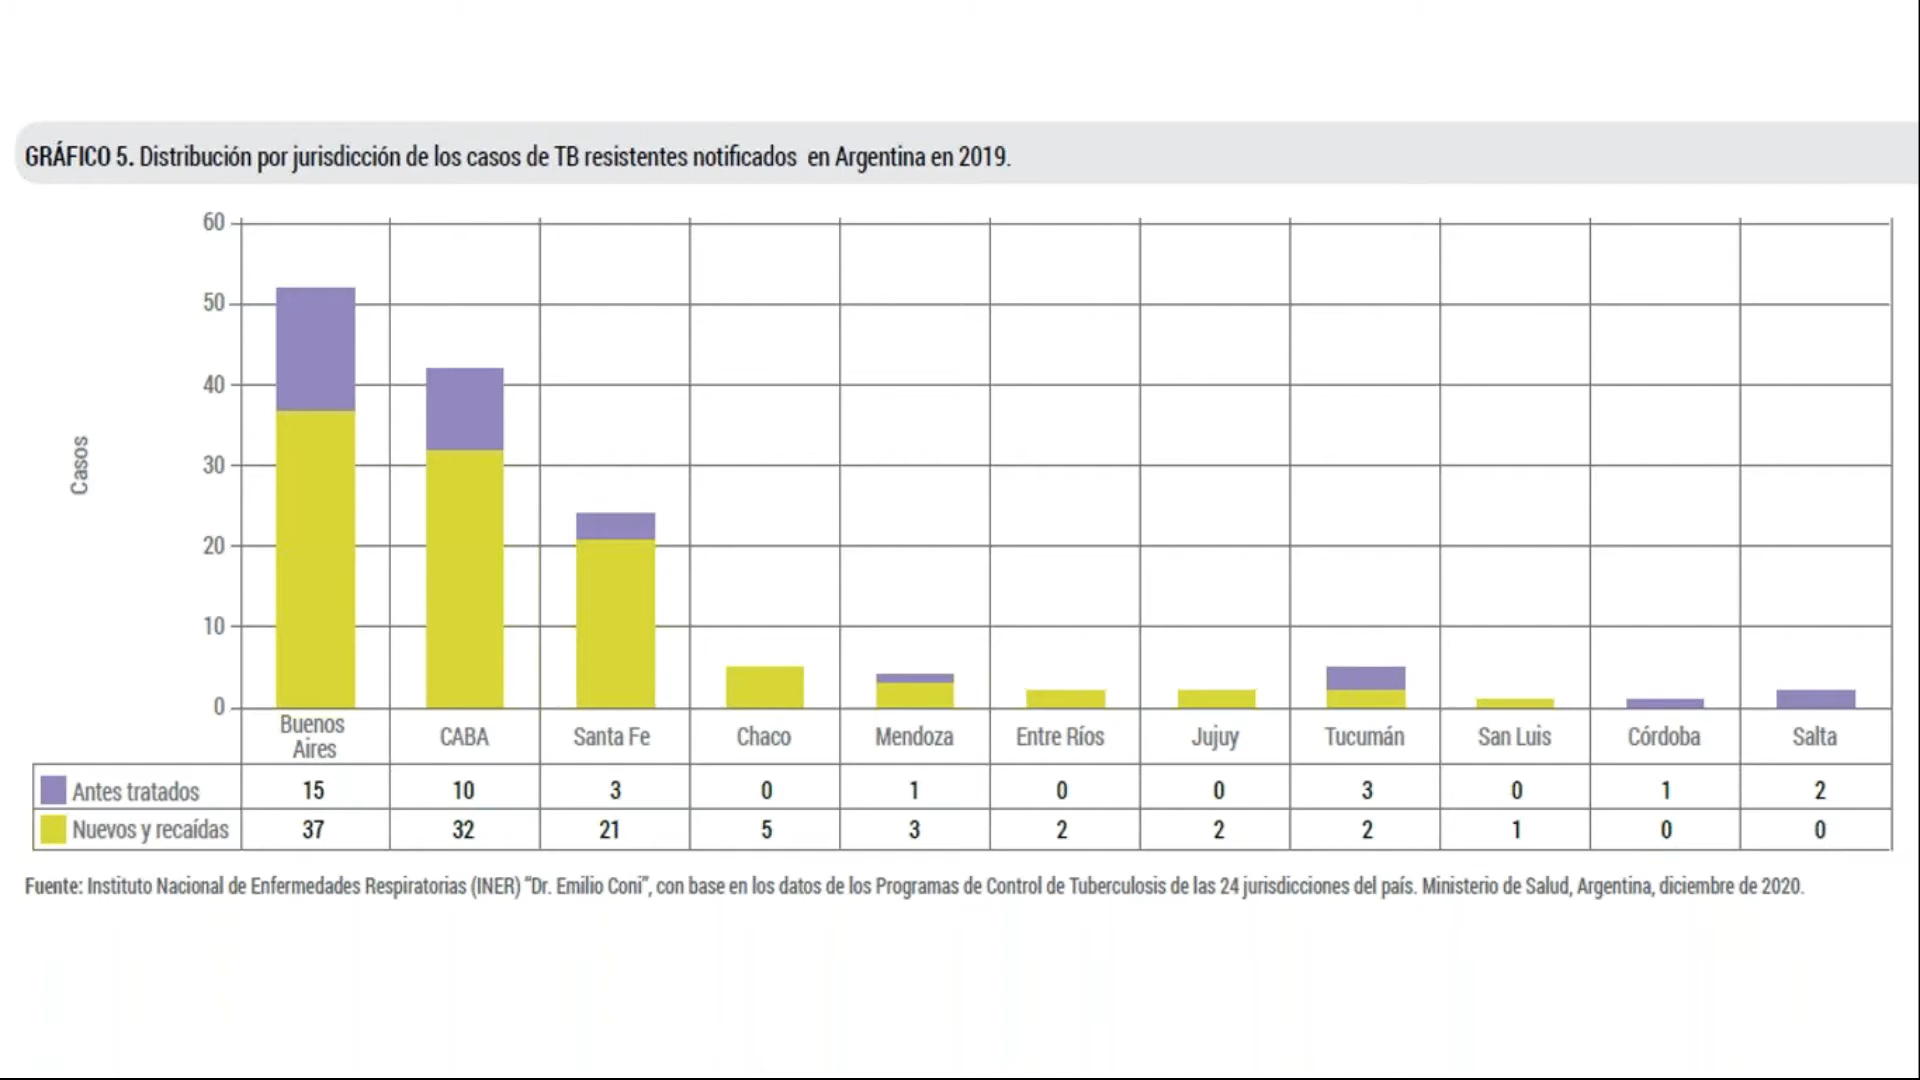 GRÁFICO 5. Distribución por jurisdicción de los casos de TB resistentes notificados en Argentina en 2019.
60
50
40
30
20
10
0
Casos
Buenos
Aires
CABA
Santa Fe
Chaco
Mendoza
Entre Ríos
Jujuy
Tucumán
San Luis
Córdoba
Salta
Antes tratados 15 10 3 0 1 0 0 3 0 1 2
Nuevos y recaídas 37 32 21 5 3 2 2 2 1 0 0
Fuente: Instituto Nacional de Enfermedades Respiratorias (INER) “Dr. Emilio Coni”, con base en los datos de los Programas de Control de Tuberculosis de las 24 jurisdicciones del país. Ministerio de Salud, Argentina, diciembre de 2020.